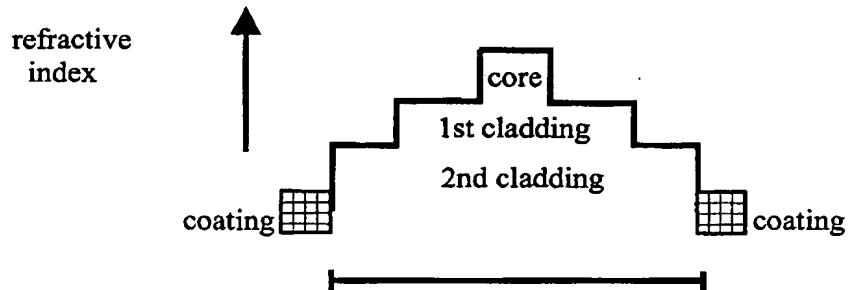 refractive
index
core
1st cladding
2nd cladding
coating
coating